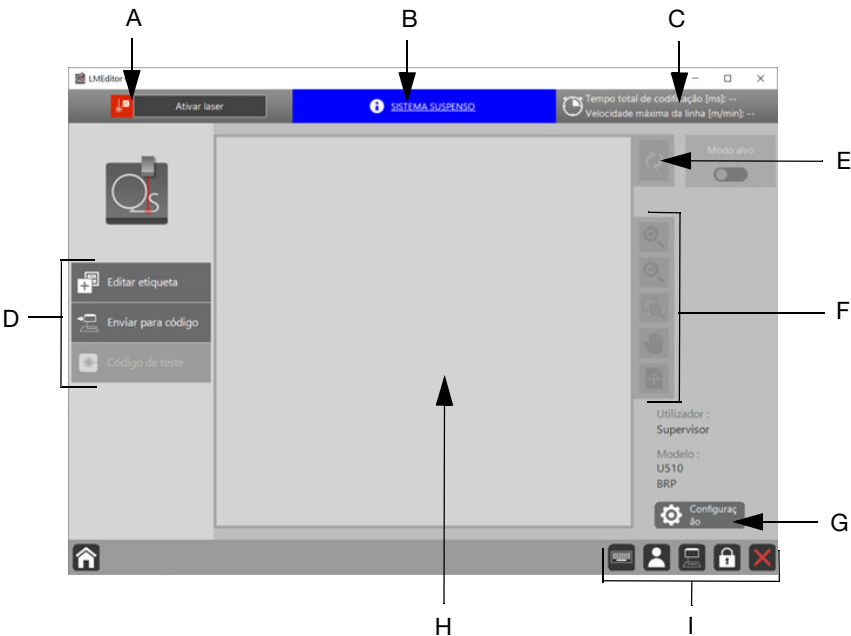 A
B
C
LMEditor
Ativar laser
SISTEMA SUSPENSO
Tempo total de codificação [ms]: --
Velocidade máxima da linha [m/min]: --
Modo alvo
E
Editar etiqueta
D
Enviar para código
F
Código de teste
Utilizador :
Supervisor
Modelo :
U510
BRP
Configuraç
ão
G
H
I